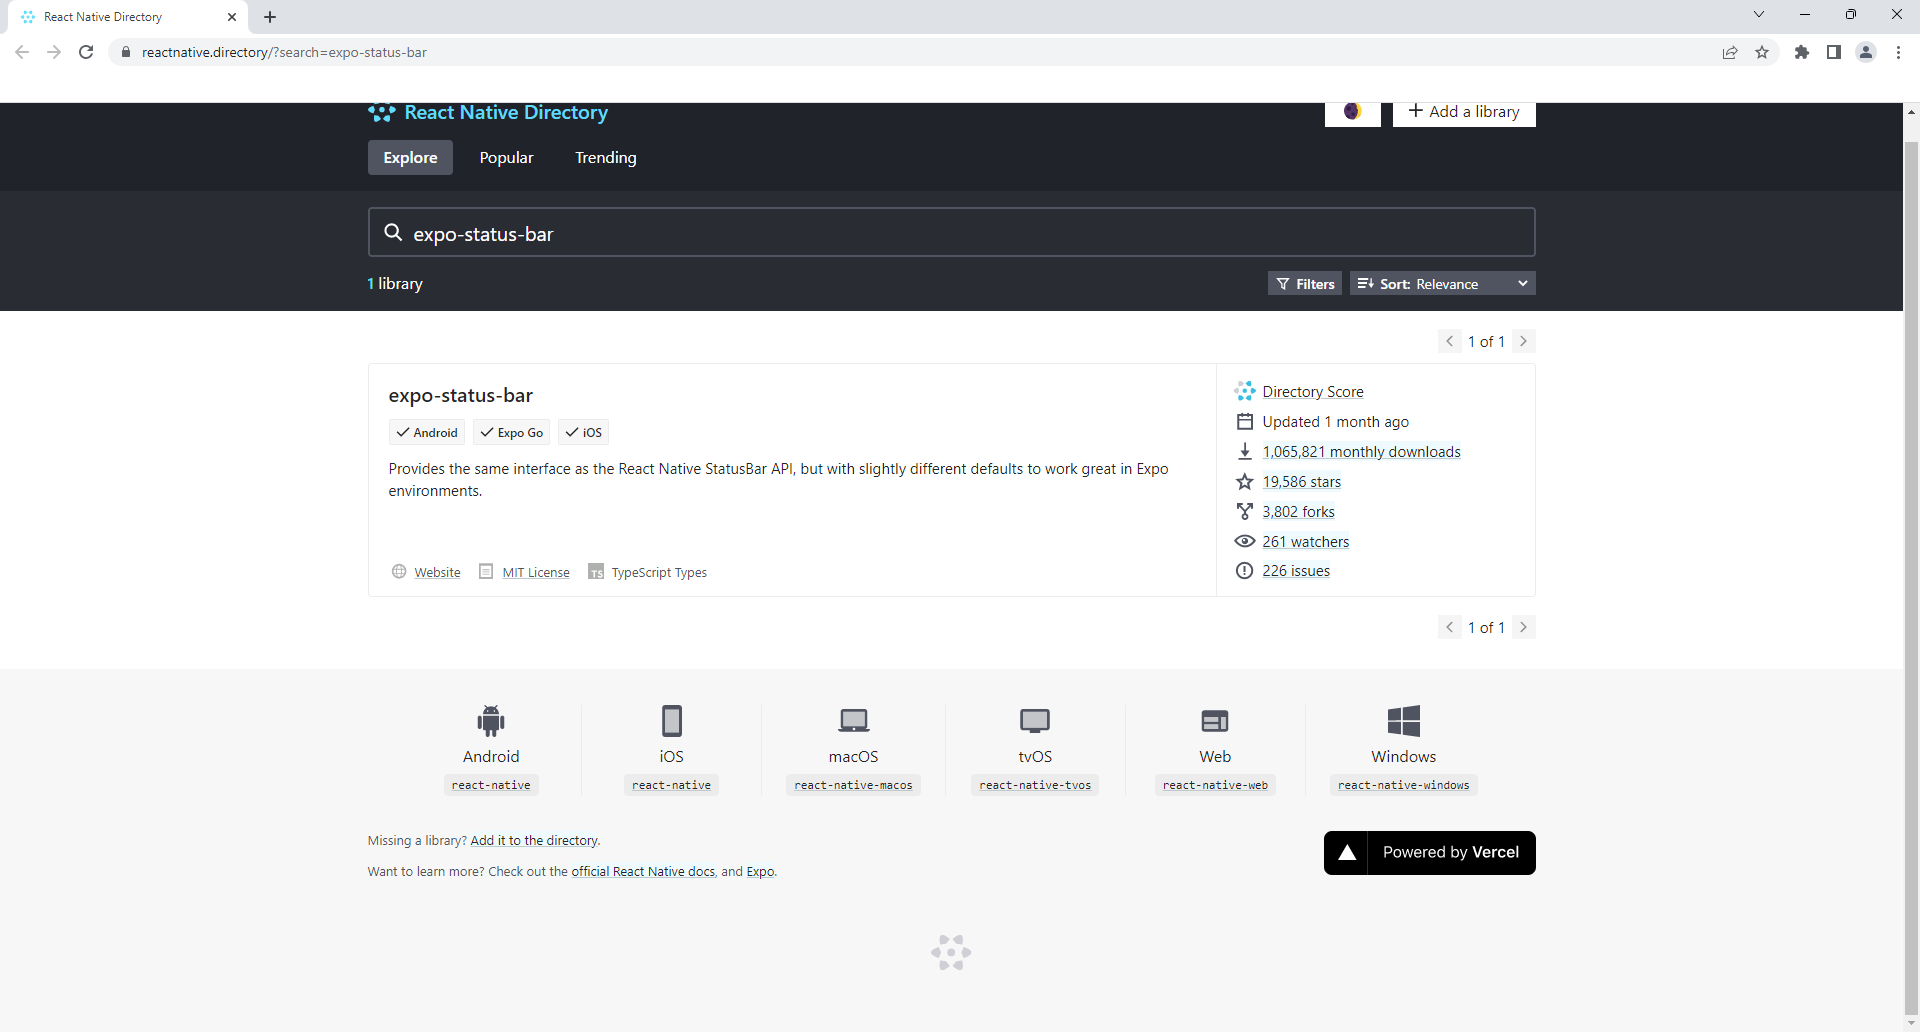 React Native Directory
reactnative.directory/?search=expo-status-bar
React Native Directory
Add a library
Explore
Popular
Trending
expo-status-bar
1 library
Filters
Sort: Relevance
1 of 1
expo-status-bar
Android
Expo Go
iOS
Provides the same interface as the React Native StatusBar API, but with slightly different defaults to work great in Expo
environments.
Website
MIT License
TS
TypeScript Types
Directory Score
Updated 1 month ago
1,065,821 monthly downloads
19,586 stars
3,802 forks
261 watchers
226 issues
1 of 1
Android
react-native
iOS
react-native
macOS
react-native-macos
tvOS
react-native-tvos
Web
react-native-web
Windows
react-native-windows
Missing a library? Add it to the directory.
Want to learn more? Check out the official React Native docs, and Expo.
Powered by Vercel